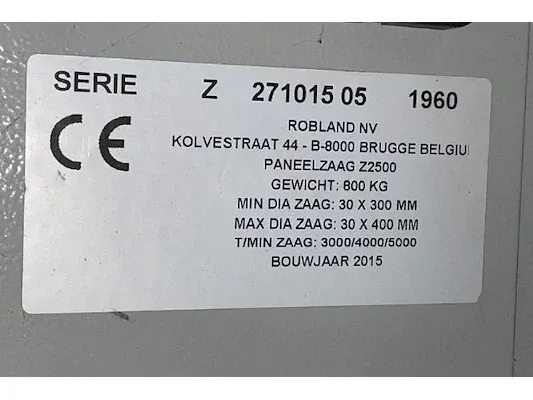 SERIE Z 271015 05 1960
CE
ROBLAND NV
KOLVESTRAAT 44 - B-8000 BRUGGE BELGIU
PANEELZAAG Z2500
GEWICHT: 800 KG
MIN DIA ZAAG: 30 X 300 MM
MAX DIA ZAAG: 30 X 400 MM
T/MIN ZAAG: 3000/4000/5000
BOUWJAAR 2015